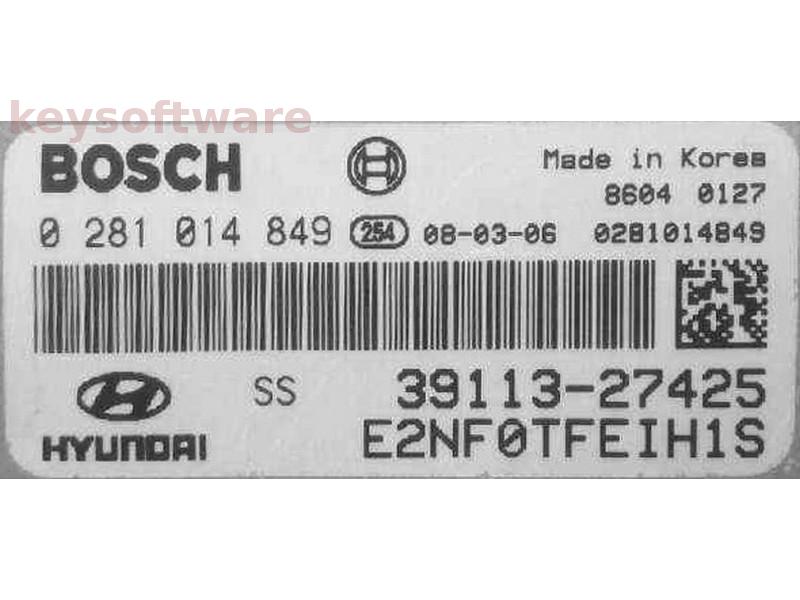 keysoftware
BOSCH
Made in Korea
8604 0127
0 281 014 849 254 08-03-06 0281014849
SS 39113-27425
HYUNDAI E2NF0TFEIH1S